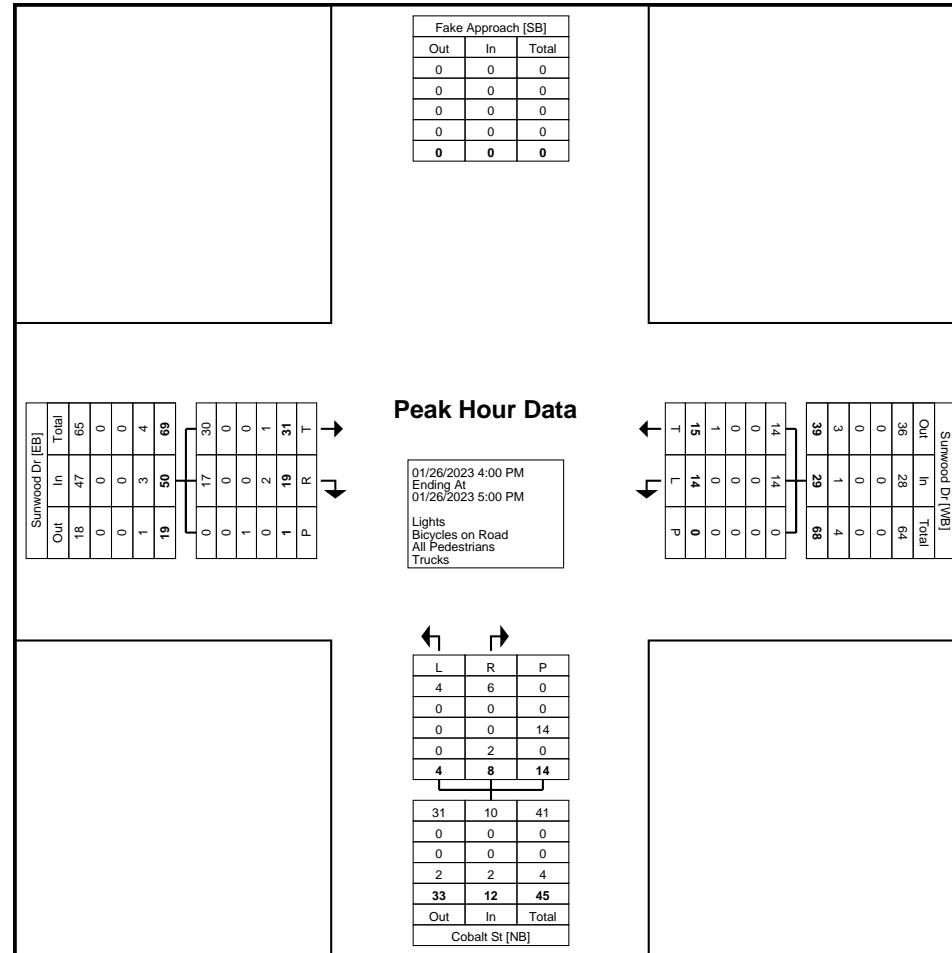 Fake Approach [SB]
Out In Total
0 0 0
0 0 0
0 0 0
0 0 0
0 0 0
Sunwood Dr [EB]
Out In Total
18 47 65
0 0 0
0 0 0
1 3 4
19 50 69
0 17 30
0 0 0
1 0 0
0 2 1
1 19 31
P R T
Peak Hour Data
01/26/2023 4:00 PM
Ending At
01/26/2023 5:00 PM
Lights
Bicycles on Road
All Pedestrians
Trucks
Sunwood Dr [WB]
Out In Total
36 28 64
0 0 0
0 0 0
3 1 4
39 29 68
14 14 0
0 0 0
0 0 0
1 0 0
15 14 0
T L P
L R P
4 6 0
0 0 0
0 0 14
0 2 0
4 8 14
31 10 41
0 0 0
0 0 0
2 2 4
33 12 45
Out In Total
Cobalt St [NB]